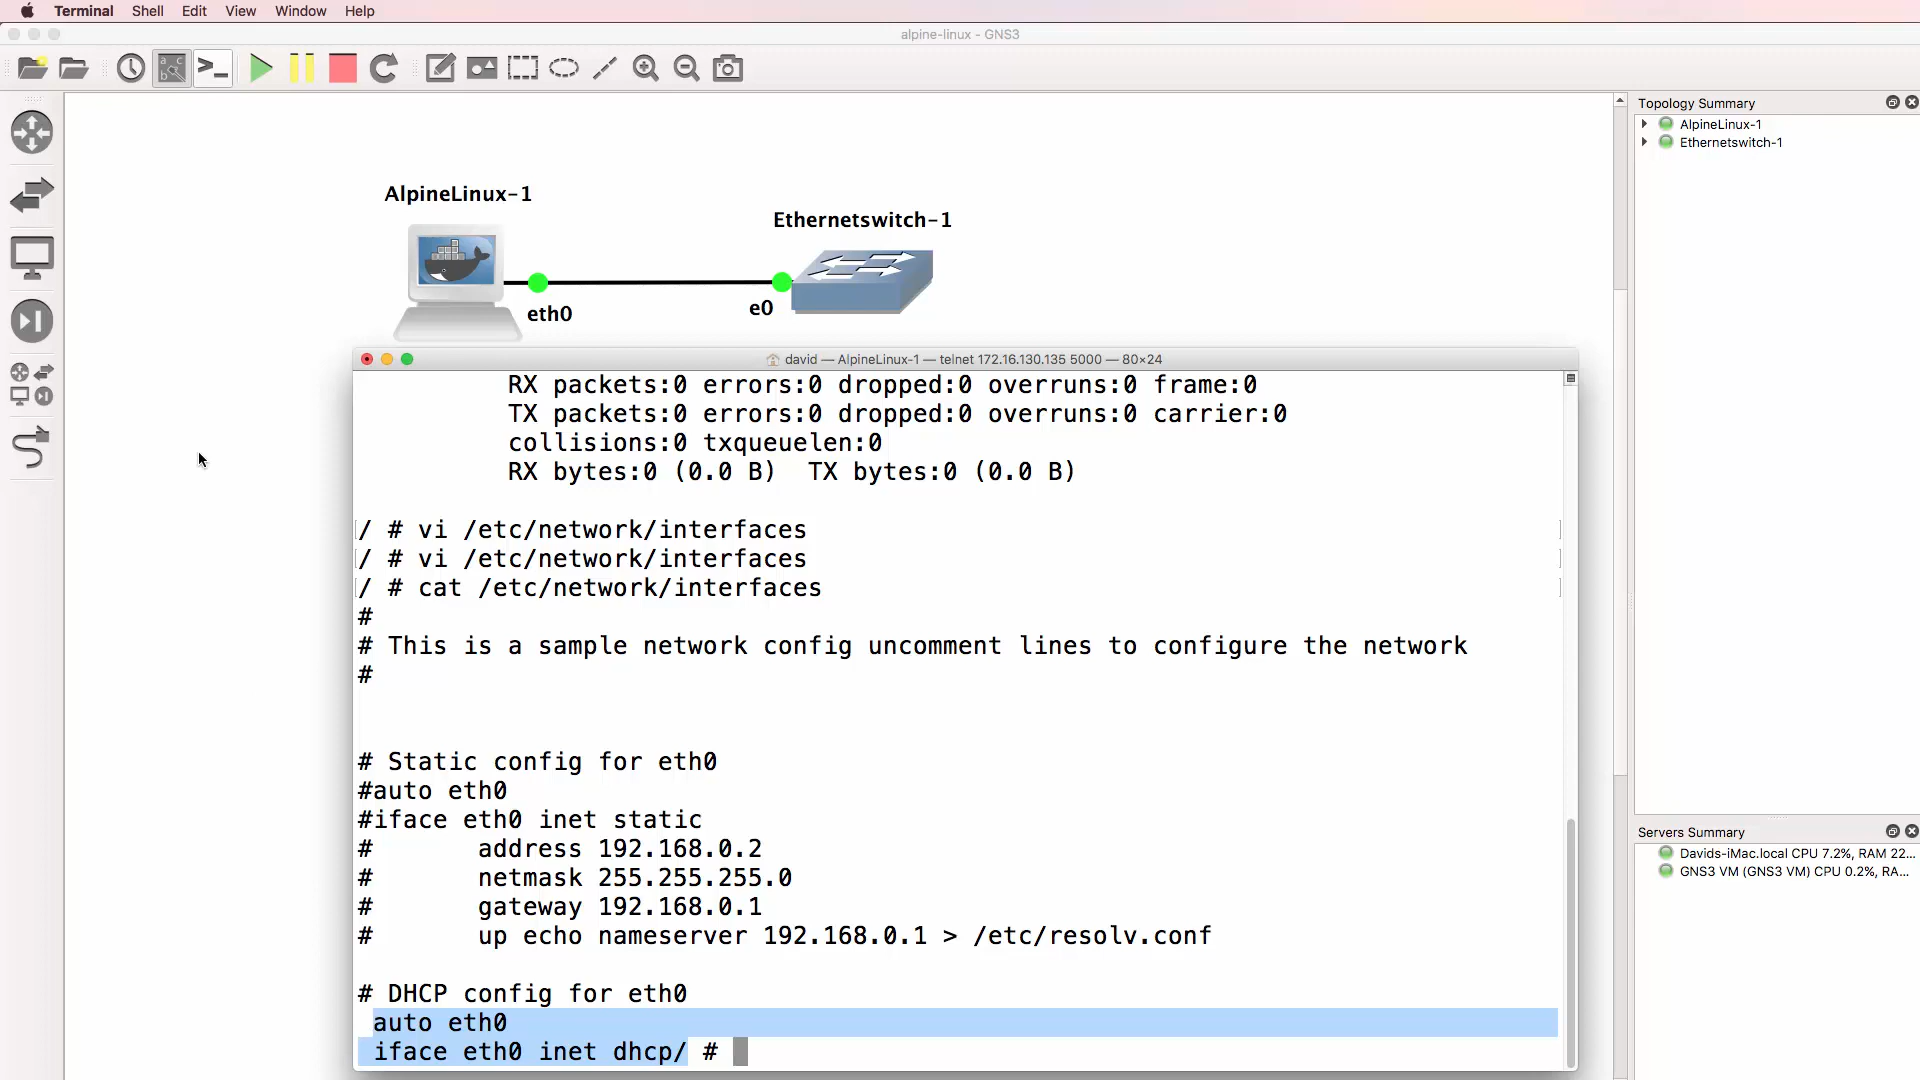 Terminal Shell Edit View Window Help
alpine-linux - GNS3
Topology Summary
AlpineLinux-1
Ethernetswitch-1
AlpineLinux-1
Ethernetswitch-1
eth0
e0
david — AlpineLinux-1 — telnet 172.16.130.135 5000 — 80×24
RX packets:0 errors:0 dropped:0 overruns:0 frame:0
TX packets:0 errors:0 dropped:0 overruns:0 carrier:0
collisions:0 txqueuelen:0
RX bytes:0 (0.0 B)  TX bytes:0 (0.0 B)
/ # vi /etc/network/interfaces
/ # vi /etc/network/interfaces
/ # cat /etc/network/interfaces
#
# This is a sample network config uncomment lines to configure the network
#
# Static config for eth0
#auto eth0
#iface eth0 inet static
#       address 192.168.0.2
#       netmask 255.255.255.0
#       gateway 192.168.0.1
#       up echo nameserver 192.168.0.1 > /etc/resolv.conf
# DHCP config for eth0
auto eth0
iface eth0 inet dhcp/ #
Servers Summary
Davids-iMac.local CPU 7.2%, RAM 22...
GNS3 VM (GNS3 VM) CPU 0.2%, RA...